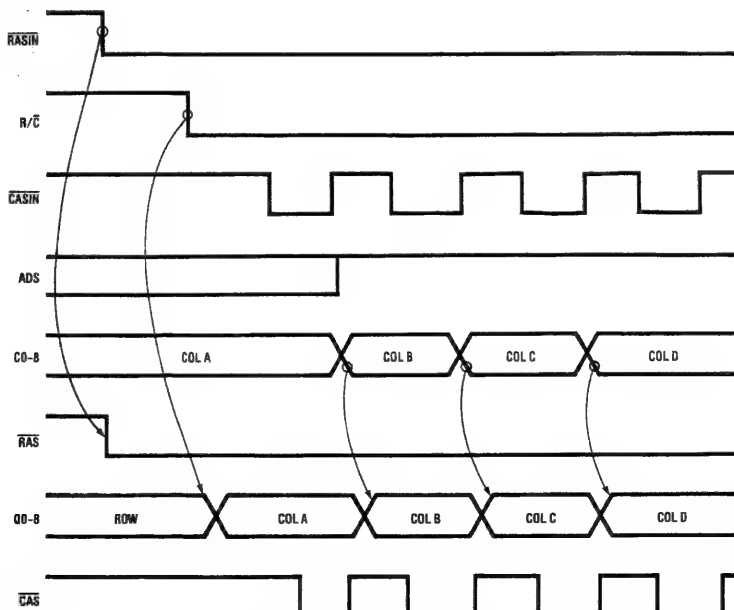 RASIN
R/C̅
CASIN
ADS
C0-8 COL A COL B COL C COL D
RAS
Q0-8 ROW COL A COL B COL C COL D
CAS